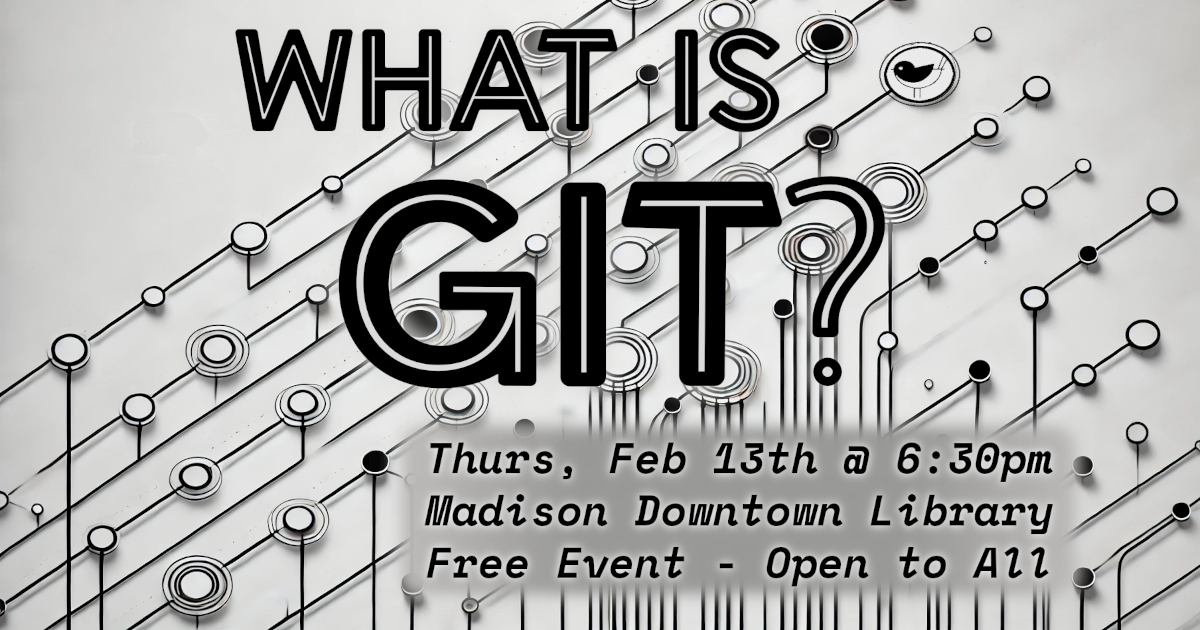 WHAT IS
GIT?
Thurs, Feb 13th @ 6:30pm
Madison Downtown Library
Free Event - Open to All